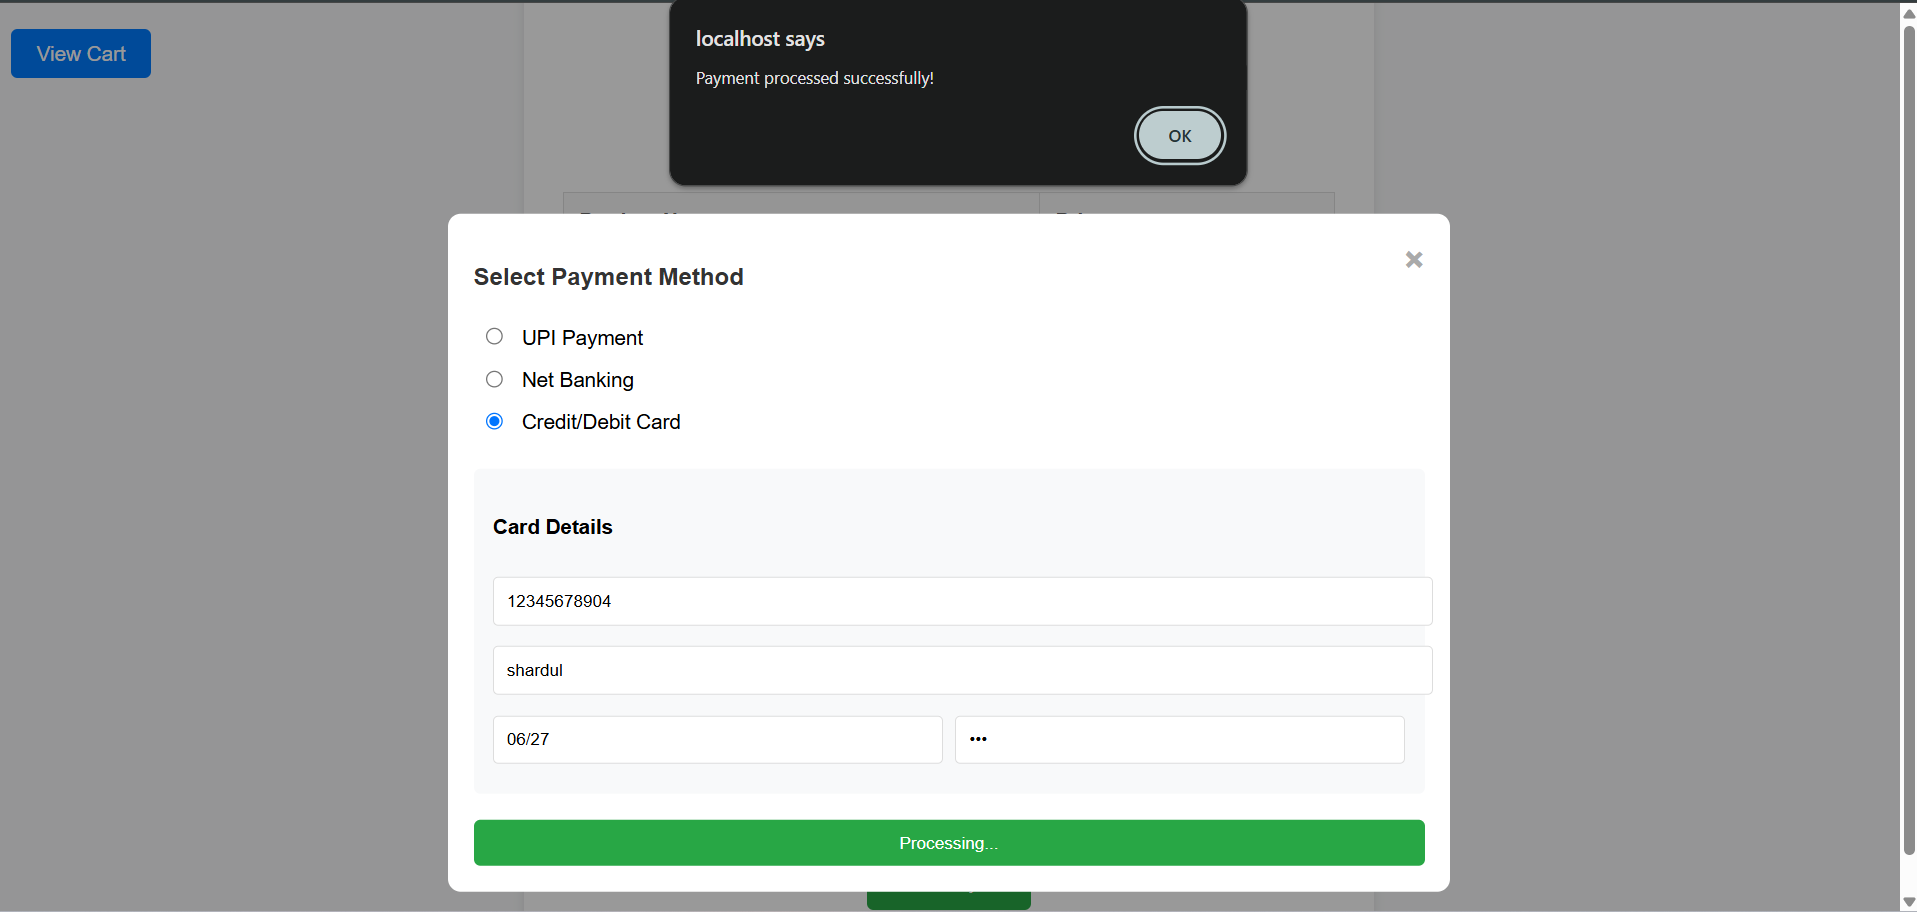 View Cart
localhost says
Payment processed successfully!
OK
Select Payment Method
UPI Payment
Net Banking
Credit/Debit Card
Card Details
12345678904
shardul
06/27
•••
Processing...